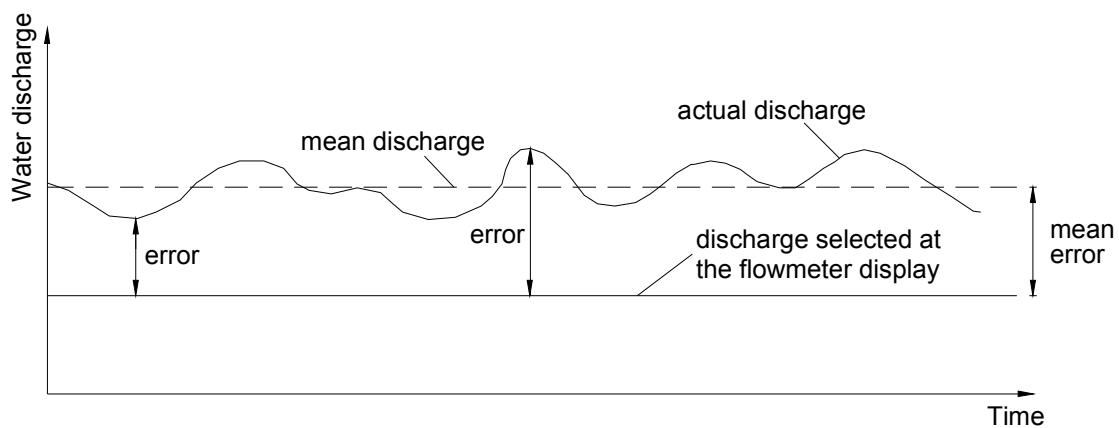 Water discharge
mean discharge
actual discharge
error
error
discharge selected at
the flowmeter display
mean
error
Time